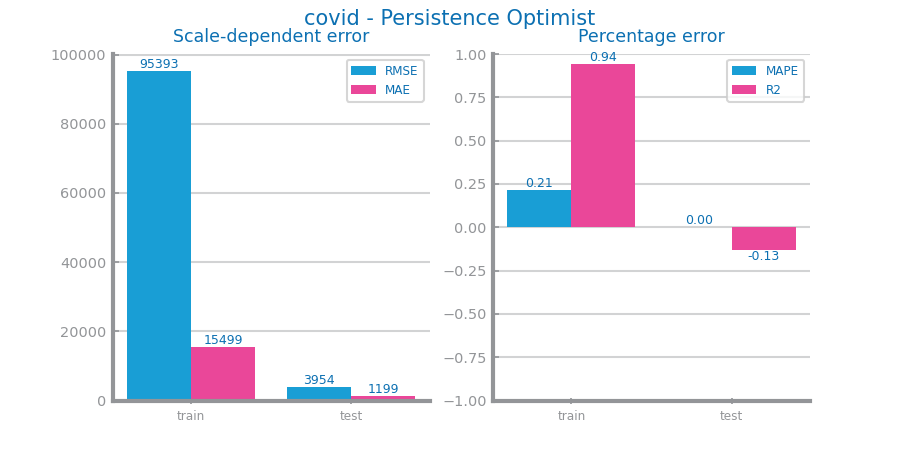 covid - Persistence Optimist
Scale-dependent error
100000
80000
60000
40000
20000
0
95393
15499
3954
1199
RMSE
MAE
train
test
Percentage error
1.00
0.75
0.50
0.25
0.00
−0.25
−0.50
−0.75
−1.00
0.21
0.94
0.00
-0.13
MAPE
R2
train
test